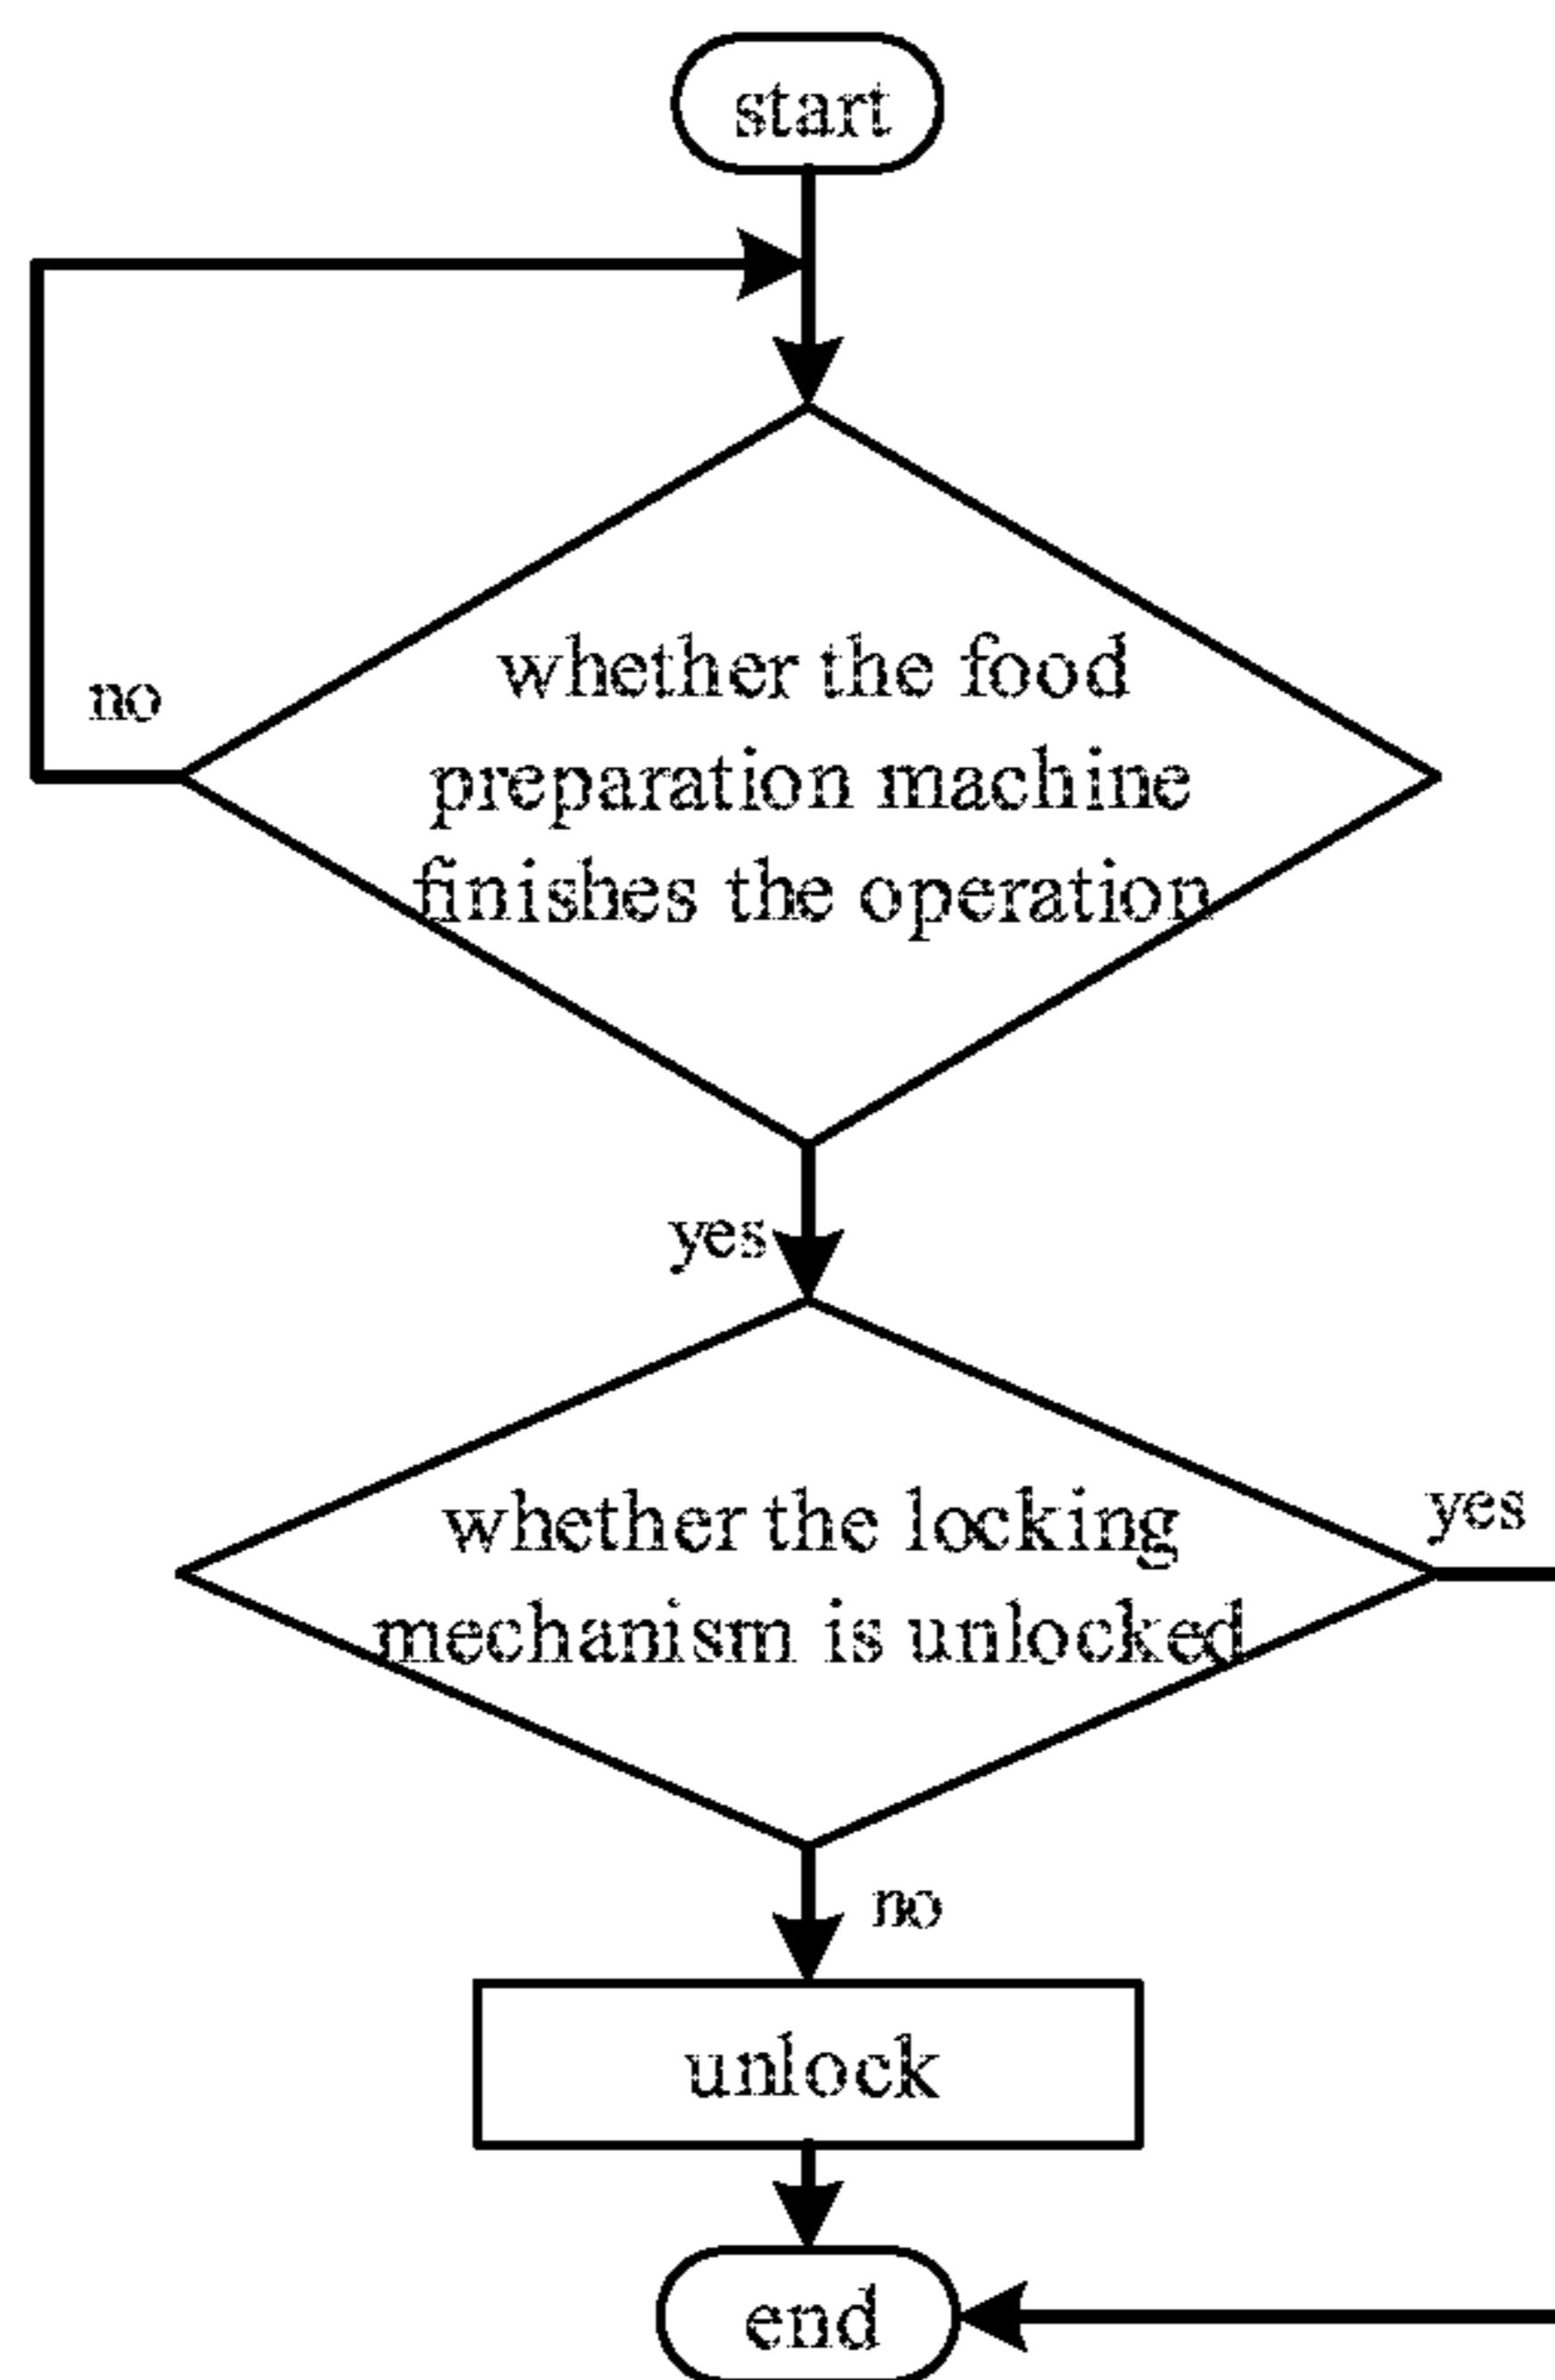 start
no
whether the food
preparation machine
finishes the operation
yes
whether the locking
mechanism is unlocked
yes
no
unlock
end